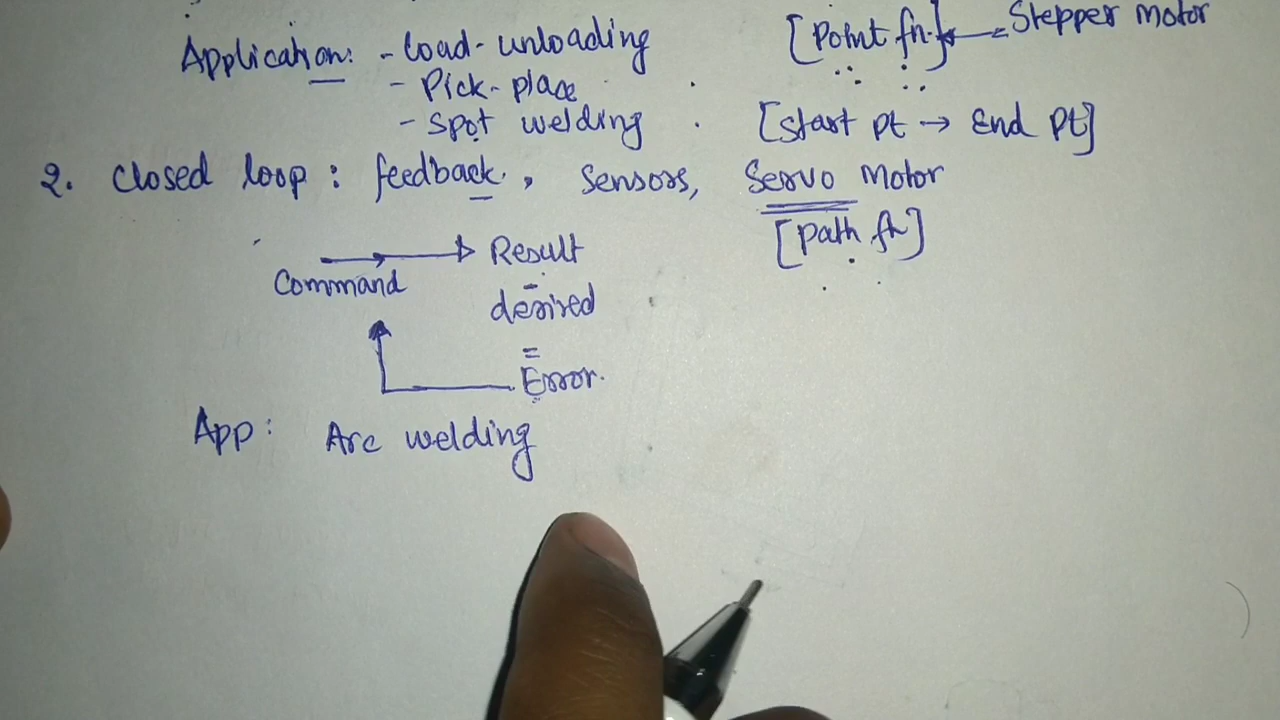 Application: - load-unloading [Point fn.] ← Stepper Motor
- Pick-place
- Spot welding [Start pt → End Pt]
2. Closed loop: feedback, Sensors, Servo Motor
[Path fn]
Command → Result
desired
= Error.
App: Arc welding